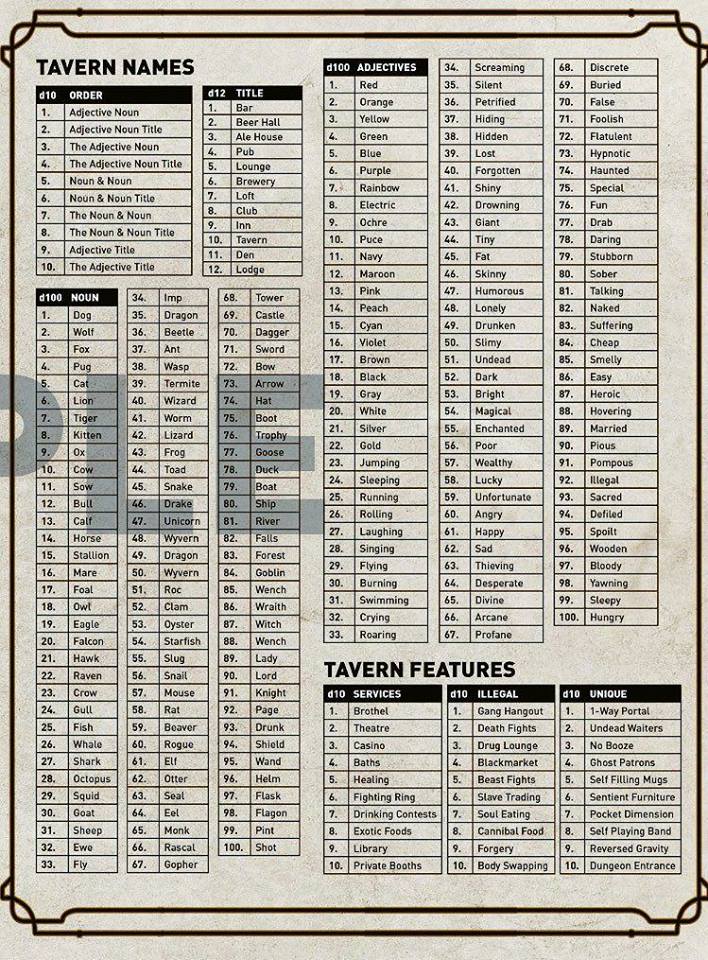 TAVERN NAMES
d10 ORDER
1. Adjective Noun
2. Adjective Noun Title
3. The Adjective Noun
4. The Adjective Noun Title
5. Noun & Noun
6. Noun & Noun Title
7. The Noun & Noun
8. The Noun & Noun Title
9. Adjective Title
10. The Adjective Title
d12 TITLE
1. Bar
2. Beer Hall
3. Ale House
4. Pub
5. Lounge
6. Brewery
7. Loft
8. Club
9. Inn
10. Tavern
11. Den
12. Lodge
d100 NOUN
1. Dog
2. Wolf
3. Fox
4. Pug
5. Cat
6. Lion
7. Tiger
8. Kitten
9. Ox
10. Cow
11. Sow
12. Bull
13. Calf
14. Horse
15. Stallion
16. Mare
17. Foal
18. Owl
19. Eagle
20. Falcon
21. Hawk
22. Raven
23. Crow
24. Gull
25. Fish
26. Whale
27. Shark
28. Octopus
29. Squid
30. Goat
31. Sheep
32. Ewe
33. Fly
34. Imp
35. Dragon
36. Beetle
37. Ant
38. Wasp
39. Termite
40. Wizard
41. Worm
42. Lizard
43. Frog
44. Toad
45. Snake
46. Drake
47. Unicorn
48. Wyvern
49. Dragon
50. Wyvern
51. Roc
52. Clam
53. Oyster
54. Starfish
55. Slug
56. Snail
57. Mouse
58. Rat
59. Beaver
60. Rogue
61. Elf
62. Otter
63. Seal
64. Eel
65. Monk
66. Rascal
67. Gopher
68. Tower
69. Castle
70. Dagger
71. Sword
72. Bow
73. Arrow
74. Hat
75. Boot
76. Trophy
77. Goose
78. Duck
79. Boat
80. Ship
81. River
82. Falls
83. Forest
84. Goblin
85. Wench
86. Wraith
87. Witch
88. Wench
89. Lady
90. Lord
91. Knight
92. Page
93. Drunk
94. Shield
95. Wand
96. Helm
97. Flask
98. Flagon
99. Pint
100. Shot
d100 ADJECTIVES
1. Red
2. Orange
3. Yellow
4. Green
5. Blue
6. Purple
7. Rainbow
8. Electric
9. Ochre
10. Puce
11. Navy
12. Maroon
13. Pink
14. Peach
15. Cyan
16. Violet
17. Brown
18. Black
19. Gray
20. White
21. Silver
22. Gold
23. Jumping
24. Sleeping
25. Running
26. Rolling
27. Laughing
28. Singing
29. Flying
30. Burning
31. Swimming
32. Crying
33. Roaring
34. Screaming
35. Silent
36. Petrified
37. Hiding
38. Hidden
39. Lost
40. Forgotten
41. Shiny
42. Drowning
43. Giant
44. Tiny
45. Fat
46. Skinny
47. Humorous
48. Lonely
49. Drunken
50. Slimy
51. Undead
52. Dark
53. Bright
54. Magical
55. Enchanted
56. Poor
57. Wealthy
58. Lucky
59. Unfortunate
60. Angry
61. Happy
62. Sad
63. Thieving
64. Desperate
65. Divine
66. Arcane
67. Profane
68. Discrete
69. Buried
70. False
71. Foolish
72. Flatulent
73. Hypnotic
74. Haunted
75. Special
76. Fun
77. Drab
78. Daring
79. Stubborn
80. Sober
81. Talking
82. Naked
83. Suffering
84. Cheap
85. Smelly
86. Easy
87. Heroic
88. Hovering
89. Married
90. Pious
91. Pompous
92. Illegal
93. Sacred
94. Defiled
95. Spoilt
96. Wooden
97. Bloody
98. Yawning
99. Sleepy
100. Hungry
TAVERN FEATURES
d10 SERVICES
1. Brothel
2. Theatre
3. Casino
4. Baths
5. Healing
6. Fighting Ring
7. Drinking Contests
8. Exotic Foods
9. Library
10. Private Booths
d10 ILLEGAL
1. Gang Hangout
2. Death Fights
3. Drug Lounge
4. Blackmarket
5. Beast Fights
6. Slave Trading
7. Soul Eating
8. Cannibal Food
9. Forgery
10. Body Swapping
d10 UNIQUE
1. 1-Way Portal
2. Undead Waiters
3. No Booze
4. Ghost Patrons
5. Self Filling Mugs
6. Sentient Furniture
7. Pocket Dimension
8. Self Playing Band
9. Reversed Gravity
10. Dungeon Entrance
PLE